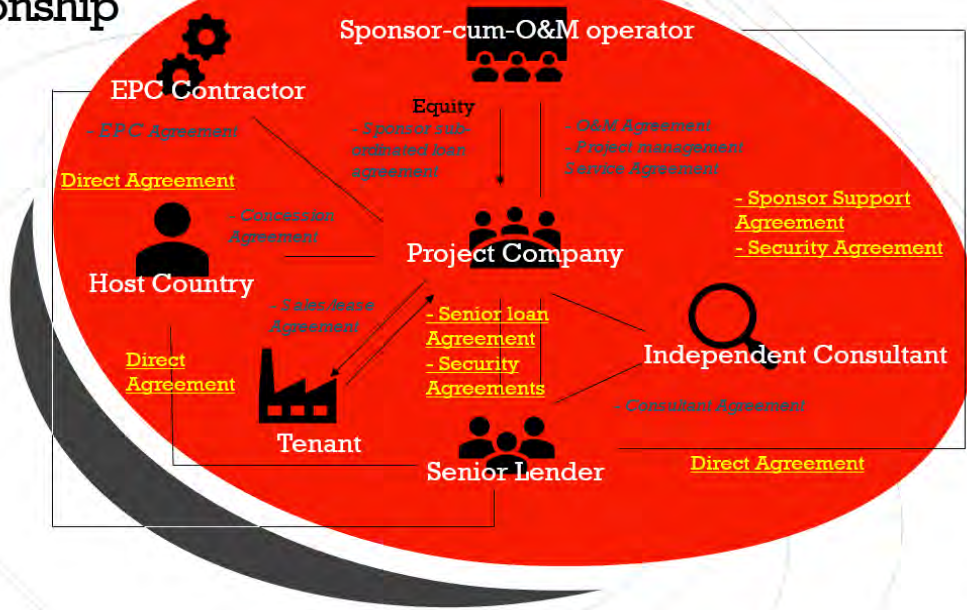 onship
Sponsor-cum-O&M operator
EPC Contractor
Equity
- EPC Agreement
- Sponsor sub-
ordinated loan
agreement
- O&M Agreement
- Project management
Service Agreement
Direct Agreement
- Sponsor Support
Agreement
- Security Agreement
- Concession
Agreement
Project Company
Host Country
- Sales/lease
Agreement
- Senior loan
Agreement
- Security
Agreements
Independent Consultant
Direct
Agreement
- Consultant Agreement
Tenant
Senior Lender
Direct Agreement